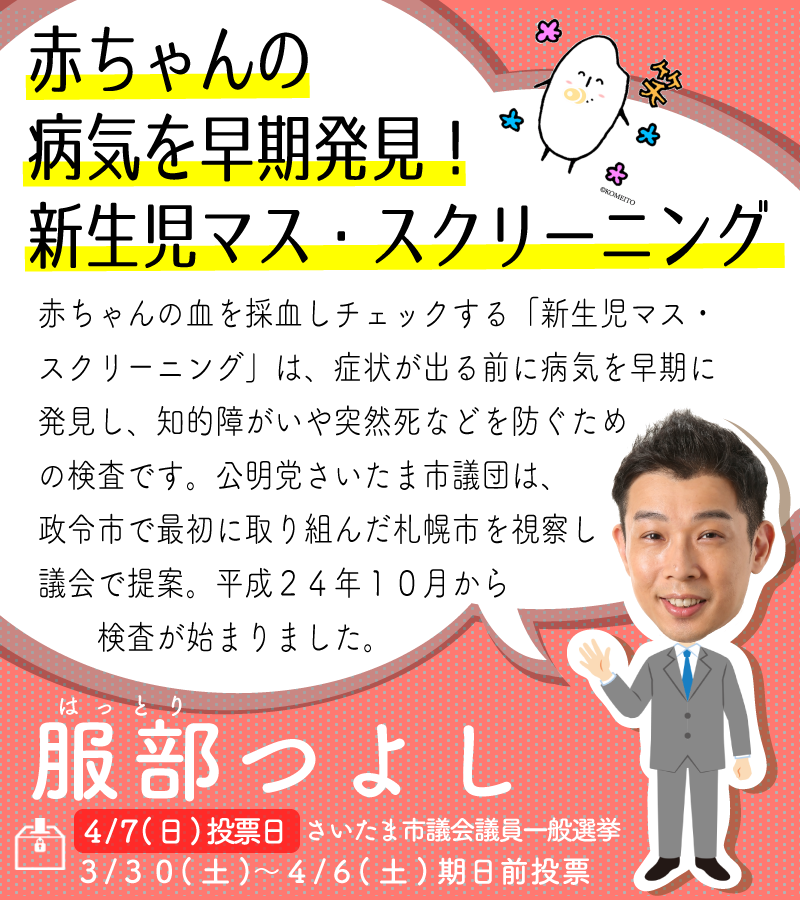 赤ちゃんの
病気を早期発見！
新生児マス・スクリーニング
©KOMEITO
赤ちゃんの血を採血しチェックする「新生児マス・
スクリーニング」は、症状が出る前に病気を早期に
発見し、知的障がいや突然死などを防ぐため
の検査です。公明党さいたま市議団は、
政令市で最初に取り組んだ札幌市を視察し
議会で提案。平成２４年１０月から
検査が始まりました。
はっとり
服部つよし
4/7(日)投票日 さいたま市議会議員一般選挙
３/３０(土)〜４/６(土)期日前投票